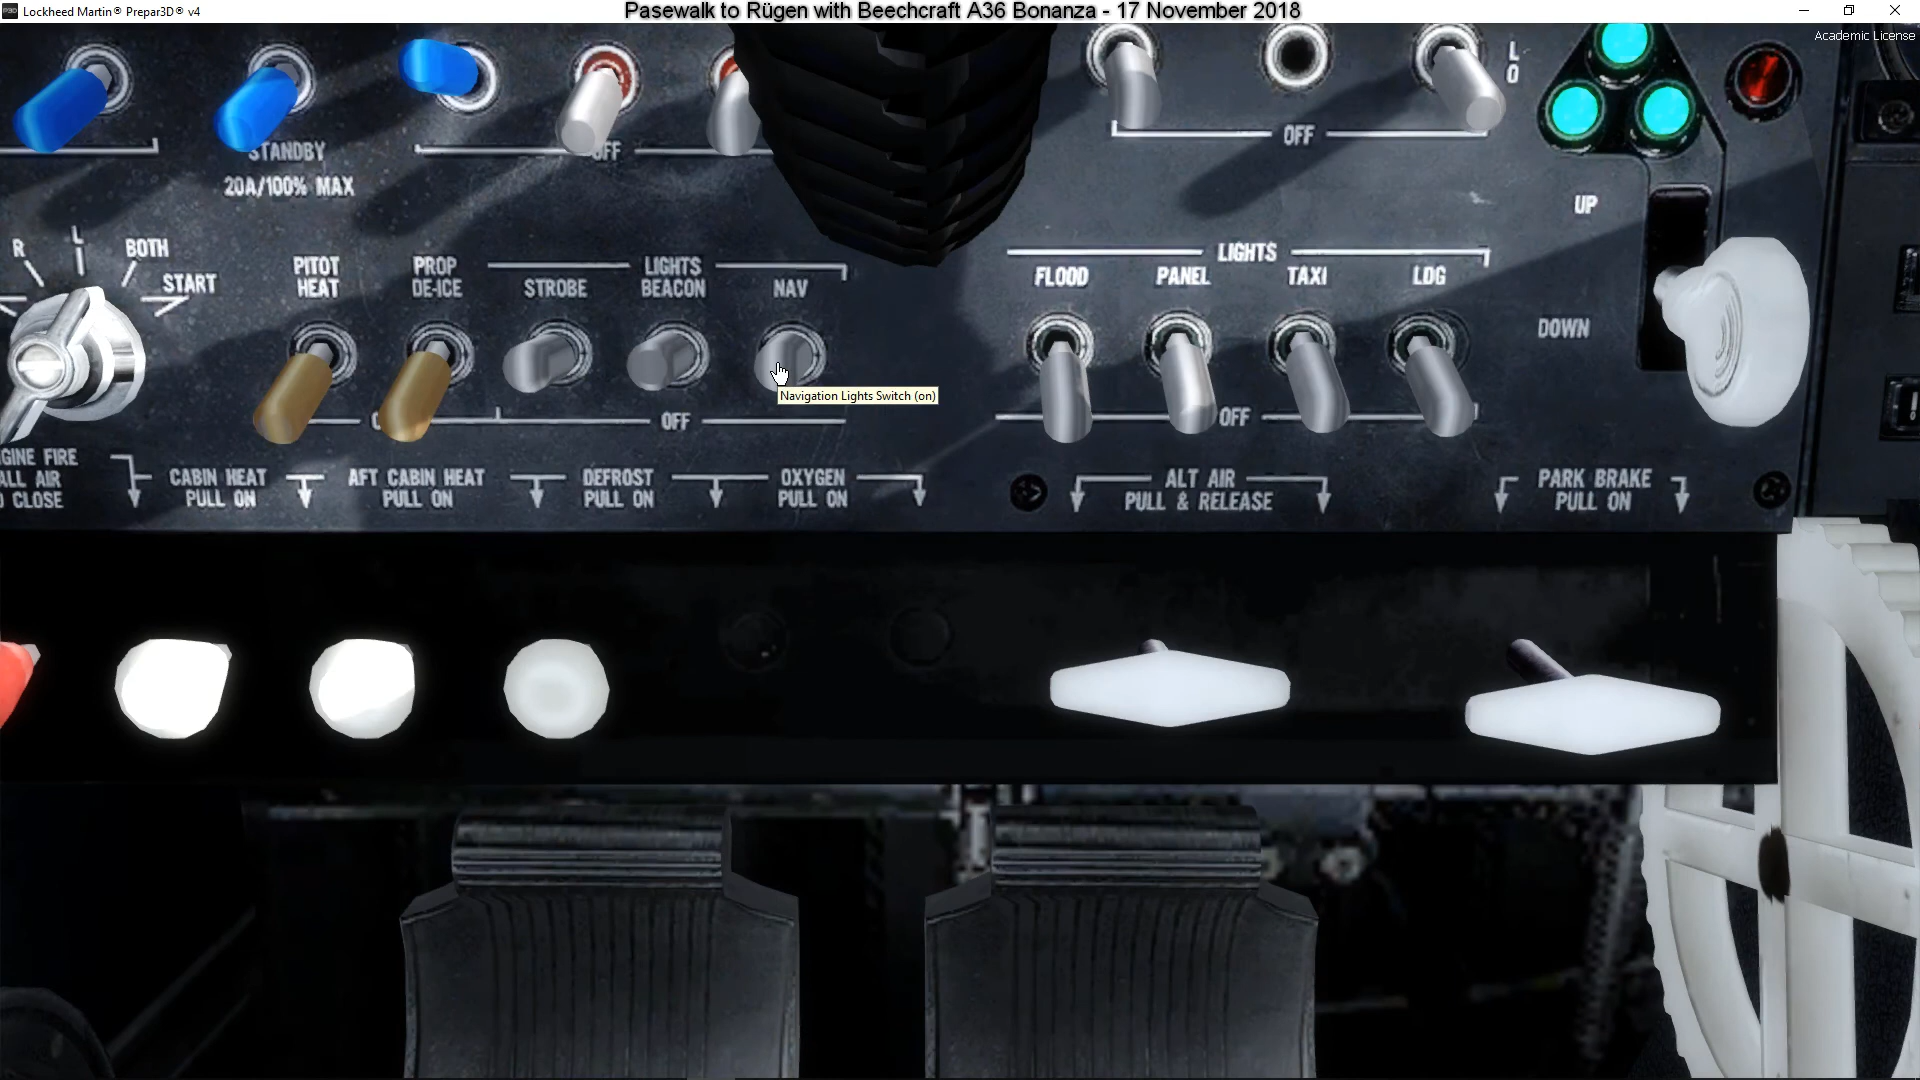 Lockheed Martin® Prepar3D® v4
Pasewalk to Rügen with Beechcraft A36 Bonanza - 17 November 2018
Academic License
L
O
STANDBY
OFF
OFF
20A/100% MAX
UP
R
L
BOTH
START
PITOT
HEAT
PROP
DE-ICE
STROBE
LIGHTS
BEACON
NAV
LIGHTS
FLOOD
PANEL
TAXI
LDG
DOWN
Navigation Lights Switch (on)
OFF
OFF
GINE FIRE
ALL AIR
CLOSE
CABIN HEAT
PULL ON
AFT CABIN HEAT
PULL ON
DEFROST
PULL ON
OXYGEN
PULL ON
ALT AIR
PULL & RELEASE
PARK BRAKE
PULL ON